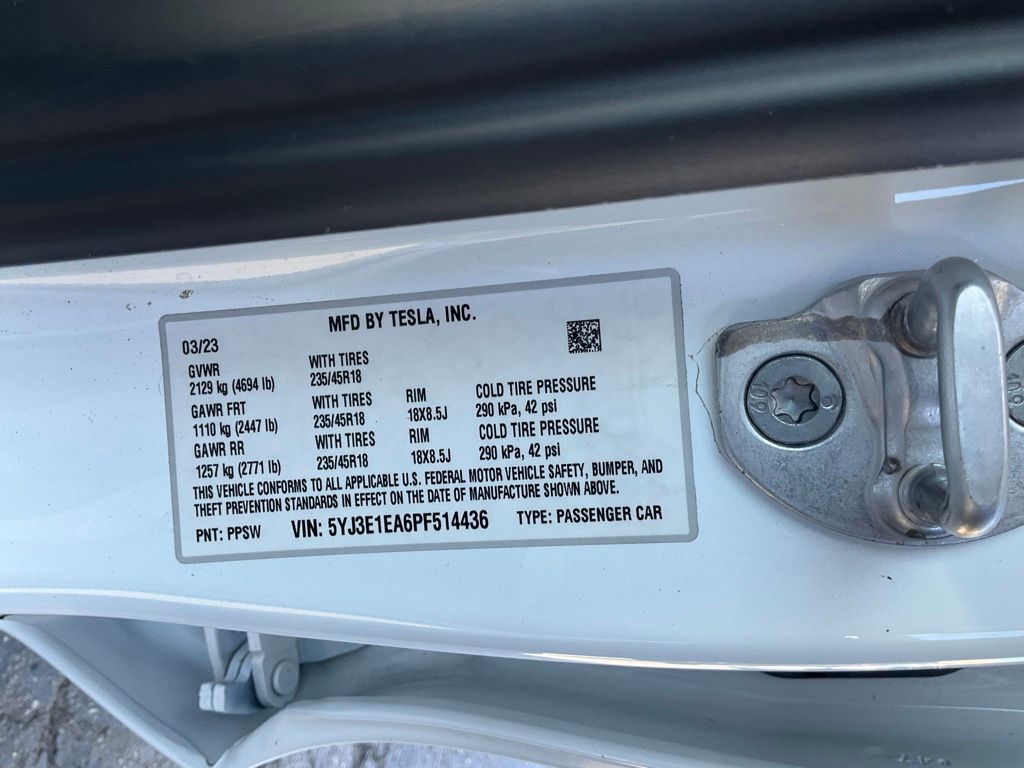 MFD BY TESLA, INC.
03/23
GVWR WITH TIRES
2129 kg (4694 lb) 235/45R18
GAWR FRT WITH TIRES RIM COLD TIRE PRESSURE
1110 kg (2447 lb) 235/45R18 18X8.5J 290 kPa, 42 psi
GAWR RR WITH TIRES RIM COLD TIRE PRESSURE
1257 kg (2771 lb) 235/45R18 18X8.5J 290 kPa, 42 psi
THIS VEHICLE CONFORMS TO ALL APPLICABLE U.S. FEDERAL MOTOR VEHICLE SAFETY, BUMPER, AND
THEFT PREVENTION STANDARDS IN EFFECT ON THE DATE OF MANUFACTURE SHOWN ABOVE.
PNT: PPSW VIN: 5YJ3E1EA6PF514436 TYPE: PASSENGER CAR